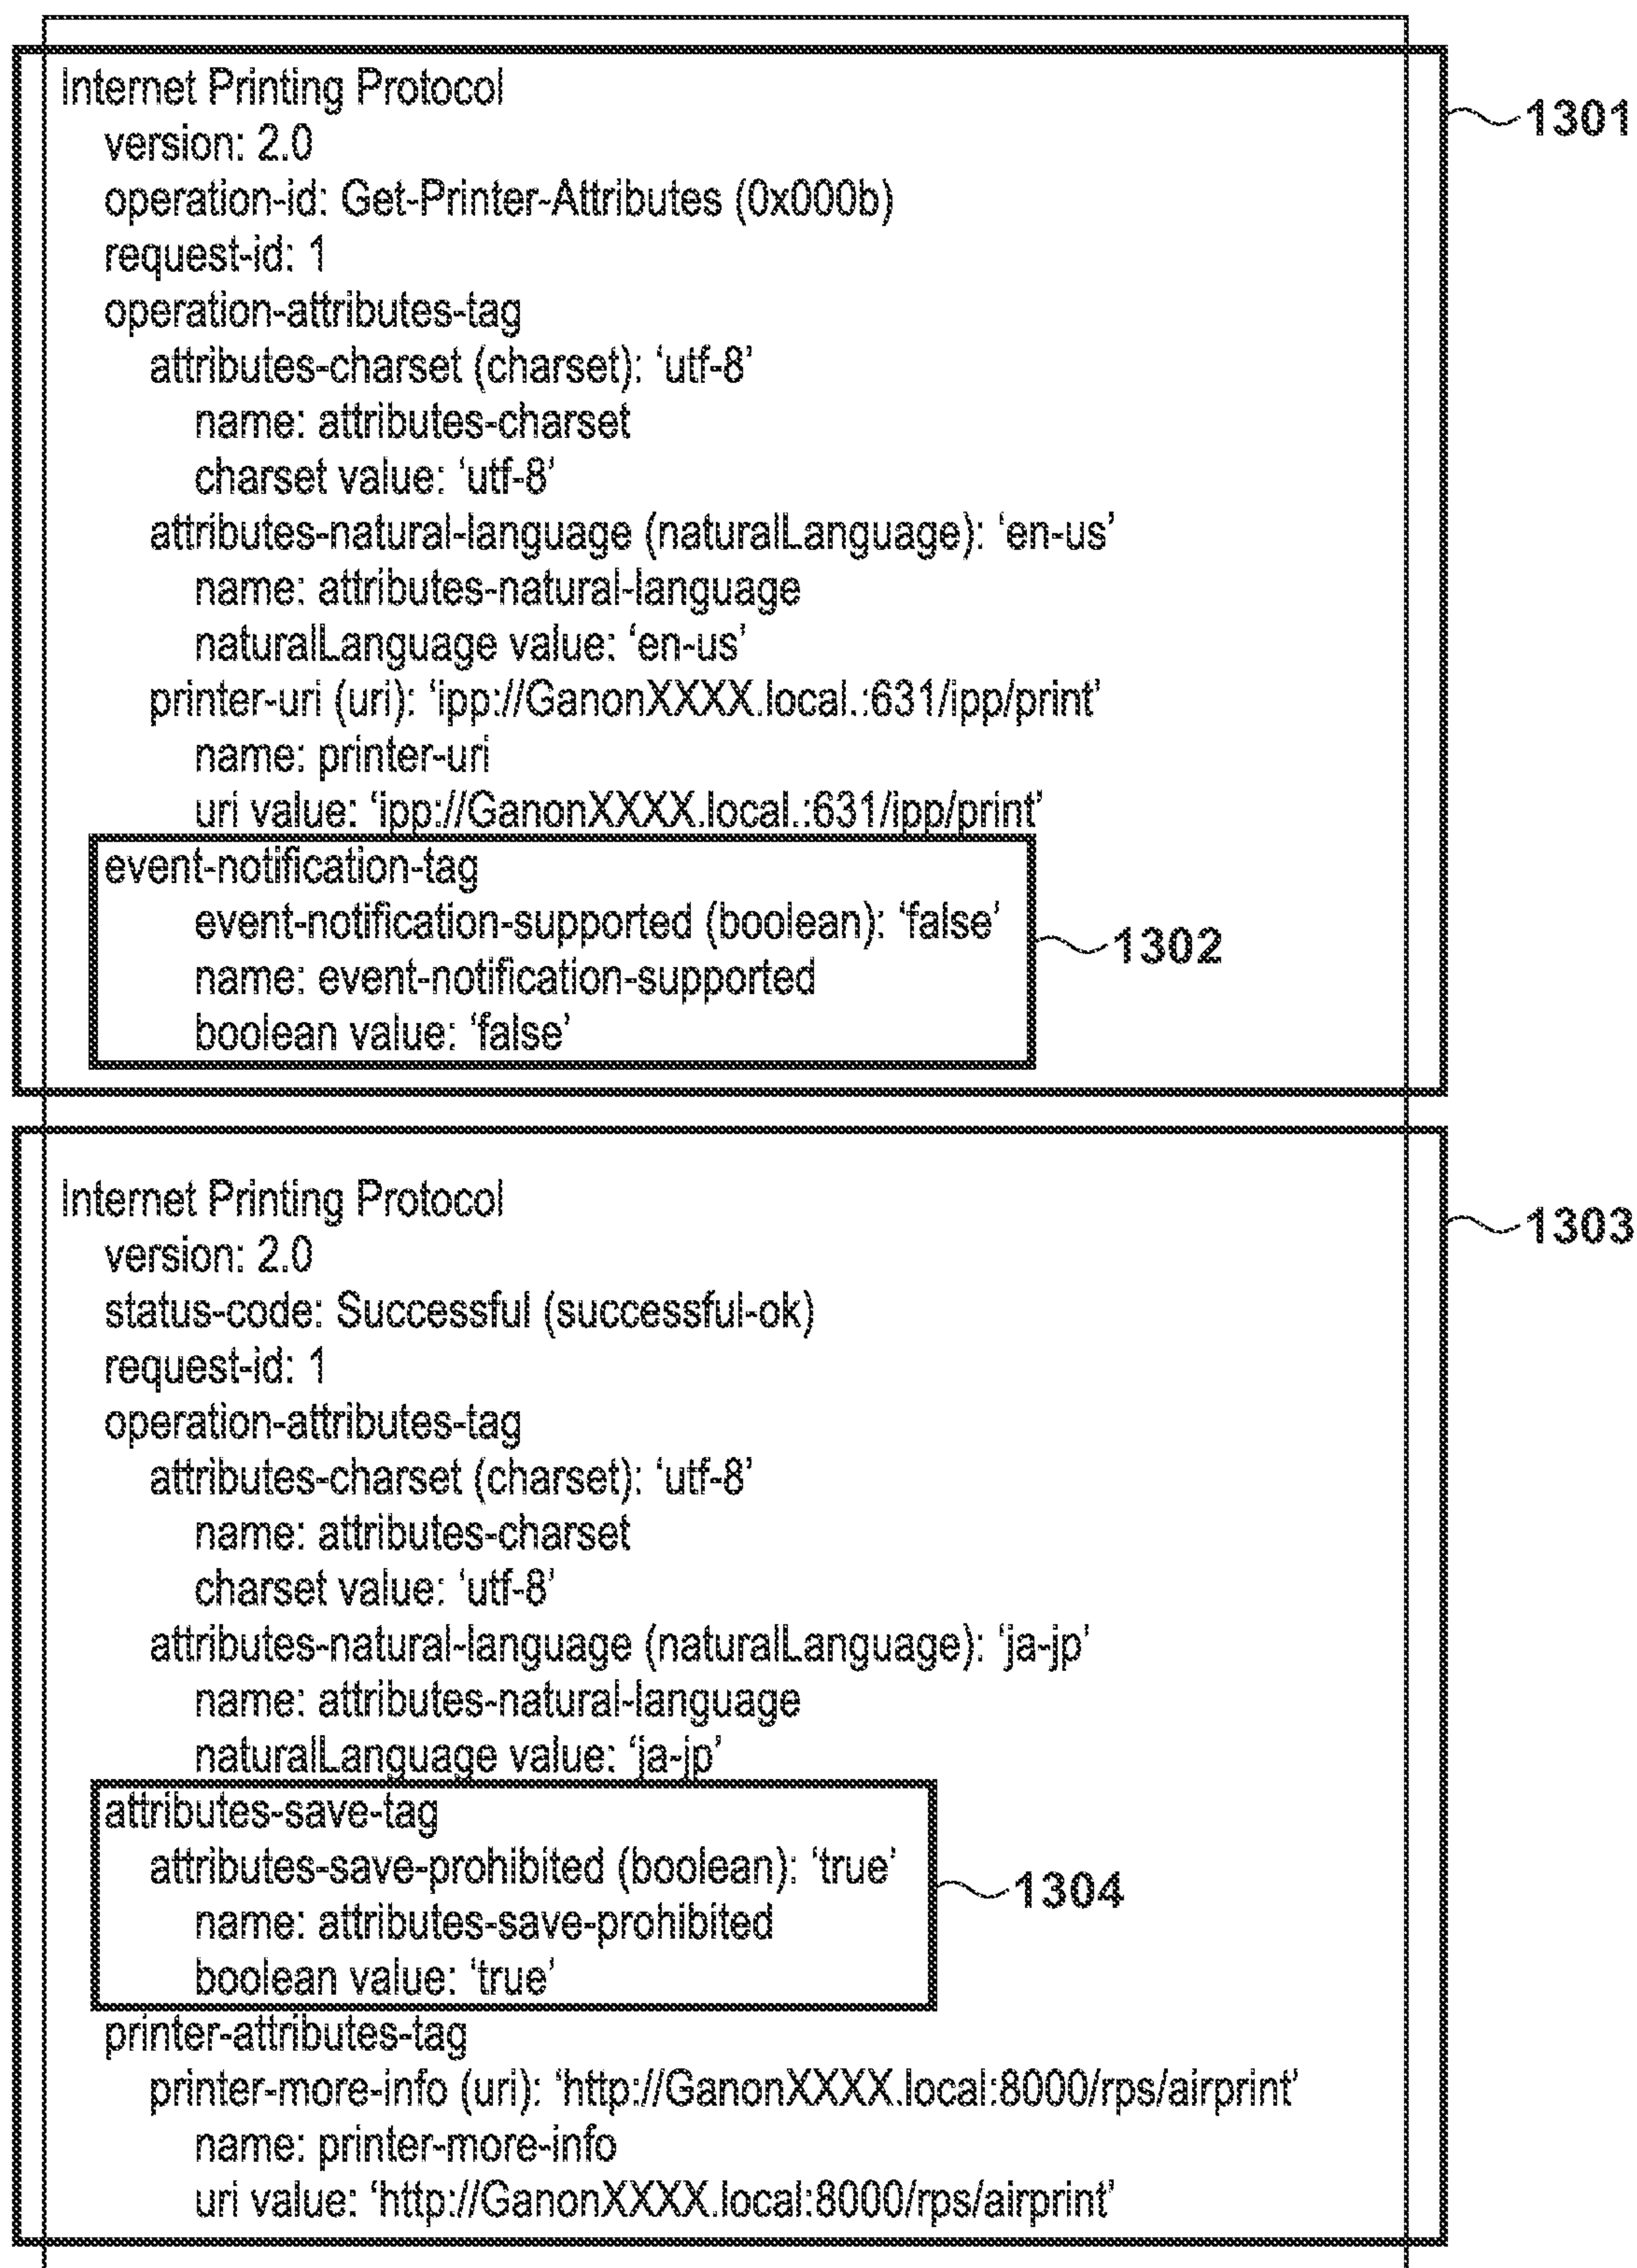 Internet Printing Protocol
version: 2.0
operation-id: Get-Printer-Attributes (0x000b)
request-id: 1
operation-attributes-tag
attributes-charset (charset): ‘utf-8’
name: attributes-charset
charset value: ‘utf-8’
attributes-natural-language (naturalLanguage): ‘en-us’
name: attributes-natural-language
naturalLanguage value: ‘en-us’
printer-uri (uri): ‘ipp://GanonXXXX.local.:631/ipp/print’
name: printer-uri
uri value: ‘ipp://GanonXXXX.local.:631/ipp/print’
event-notification-tag
event-notification-supported (boolean): ‘false’
name: event-notification-supported
boolean value: ‘false’
1301
1302
Internet Printing Protocol
version: 2.0
status-code: Successful (successful-ok)
request-id: 1
operation-attributes-tag
attributes-charset (charset): ‘utf-8’
name: attributes-charset
charset value: ‘utf-8’
attributes-natural-language (naturalLanguage): ‘ja-jp’
name: attributes-natural-language
naturalLanguage value: ‘ja-jp’
attributes-save-tag
attributes-save-prohibited (boolean): ‘true’
name: attributes-save-prohibited
boolean value: ‘true’
printer-attributes-tag
printer-more-info (uri): ‘http://GanonXXXX.local:8000/rps/airprint’
name: printer-more-info
uri value: ‘http://GanonXXXX.local:8000/rps/airprint’
1303
1304